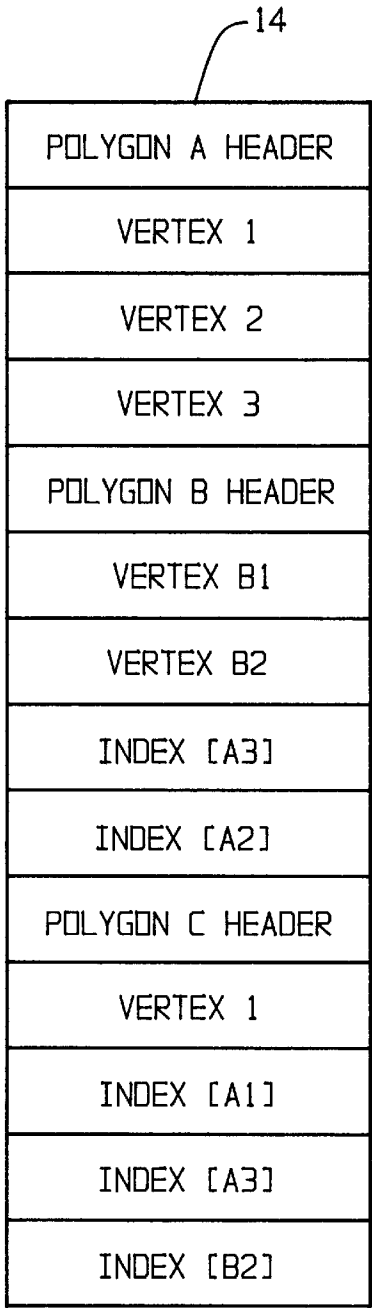 14
POLYGON A HEADER
VERTEX 1
VERTEX 2
VERTEX 3
POLYGON B HEADER
VERTEX B1
VERTEX B2
INDEX [A3]
INDEX [A2]
POLYGON C HEADER
VERTEX 1
INDEX [A1]
INDEX [A3]
INDEX [B2]